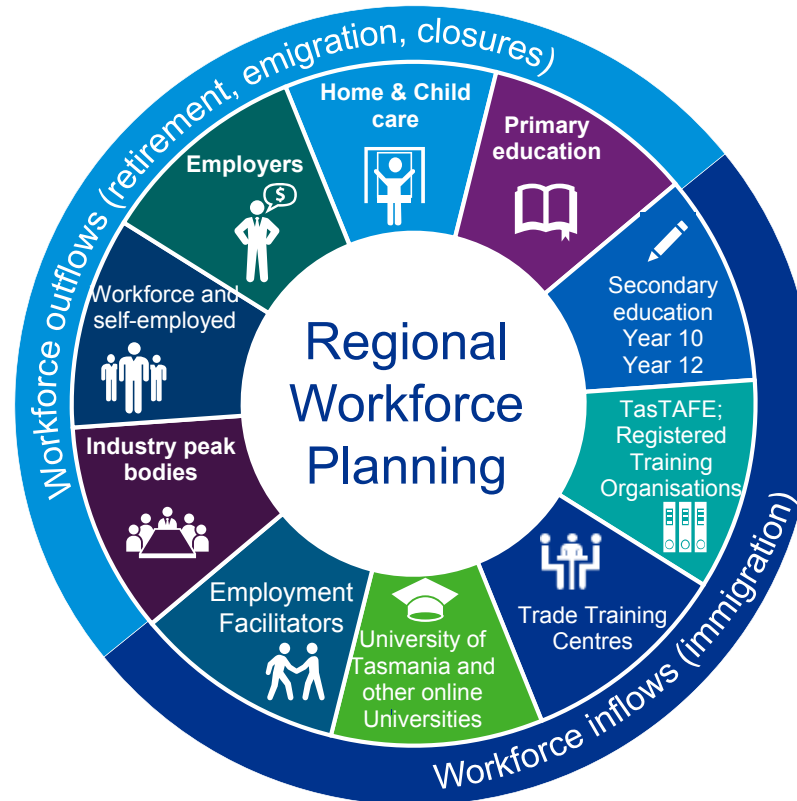 Workforce outflows (retirement, emigration, closures)
Home & Child
care
Primary
education
Secondary
education
Year 10
Year 12
TasTAFE;
Registered
Training
Organisations
Trade Training
Centres
University of
Tasmania and
other online
Universities
Employment
Facilitators
Industry peak
bodies
Workforce and
self-employed
Employers
$
Regional
Workforce
Planning
Workforce inflows (immigration)